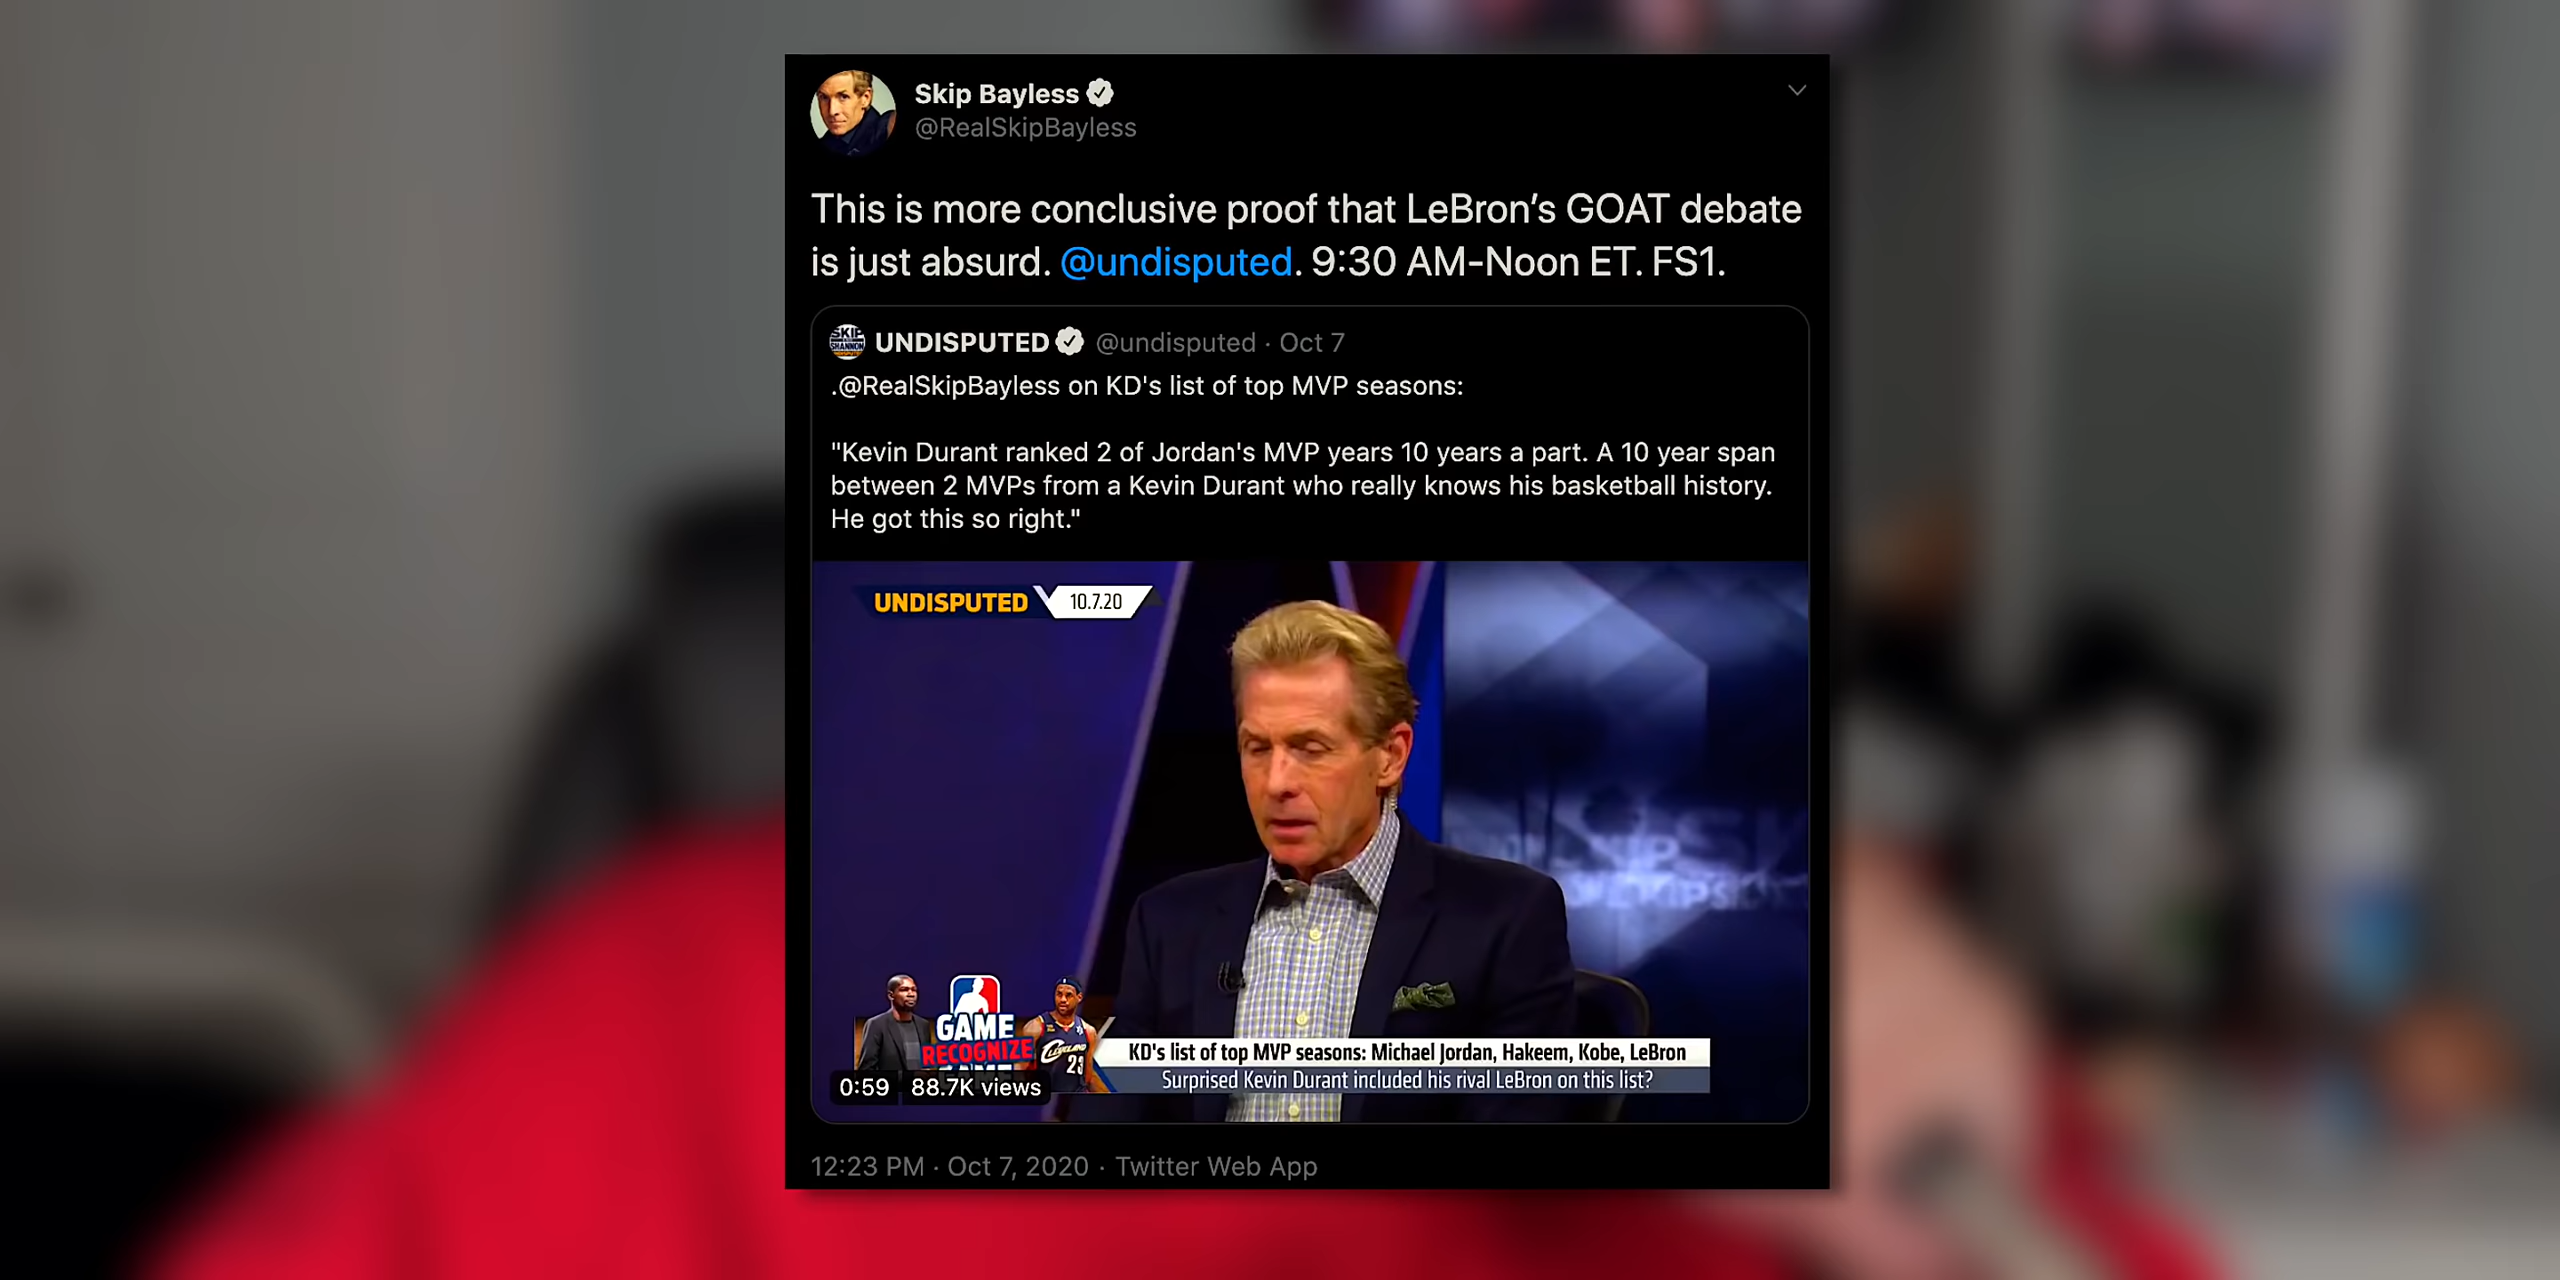 Skip Bayless
@RealSkipBayless
This is more conclusive proof that LeBron’s GOAT debate
is just absurd. @undisputed. 9:30 AM-Noon ET. FS1.
SKIP
SHANNON
UNDISPUTED @undisputed · Oct 7
.@RealSkipBayless on KD's list of top MVP seasons:
"Kevin Durant ranked 2 of Jordan's MVP years 10 years a part. A 10 year span
between 2 MVPs from a Kevin Durant who really knows his basketball history.
He got this so right."
UNDISPUTED 10.7.20
GAME
RECOGNIZE
GAME
CLEVELAND
23
KD's list of top MVP seasons: Michael Jordan, Hakeem, Kobe, LeBron
Surprised Kevin Durant included his rival LeBron on this list?
0:59 88.7K views
12:23 PM · Oct 7, 2020 · Twitter Web App